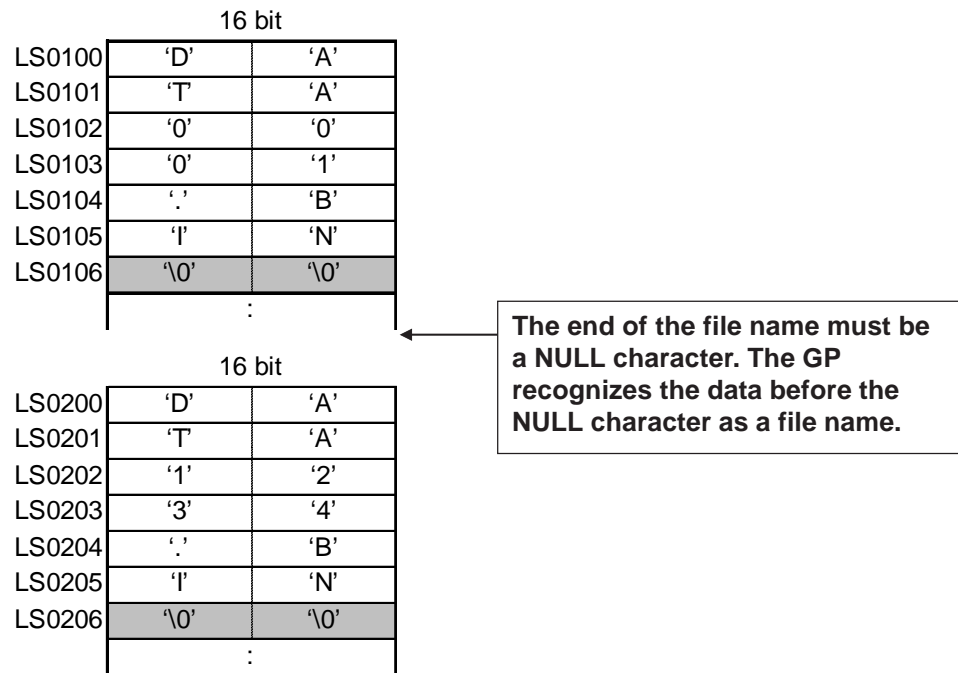 16 bit
LS0100 ‘D’ ‘A’
LS0101 ‘T’ ‘A’
LS0102 ‘0’ ‘0’
LS0103 ‘0’ ‘1’
LS0104 ‘.’ ‘B’
LS0105 ‘I’ ‘N’
LS0106 ‘\0’ ‘\0’
:
The end of the file name must be
a NULL character. The GP
recognizes the data before the
NULL character as a file name.
16 bit
LS0200 ‘D’ ‘A’
LS0201 ‘T’ ‘A’
LS0202 ‘1’ ‘2’
LS0203 ‘3’ ‘4’
LS0204 ‘.’ ‘B’
LS0205 ‘I’ ‘N’
LS0206 ‘\0’ ‘\0’
: